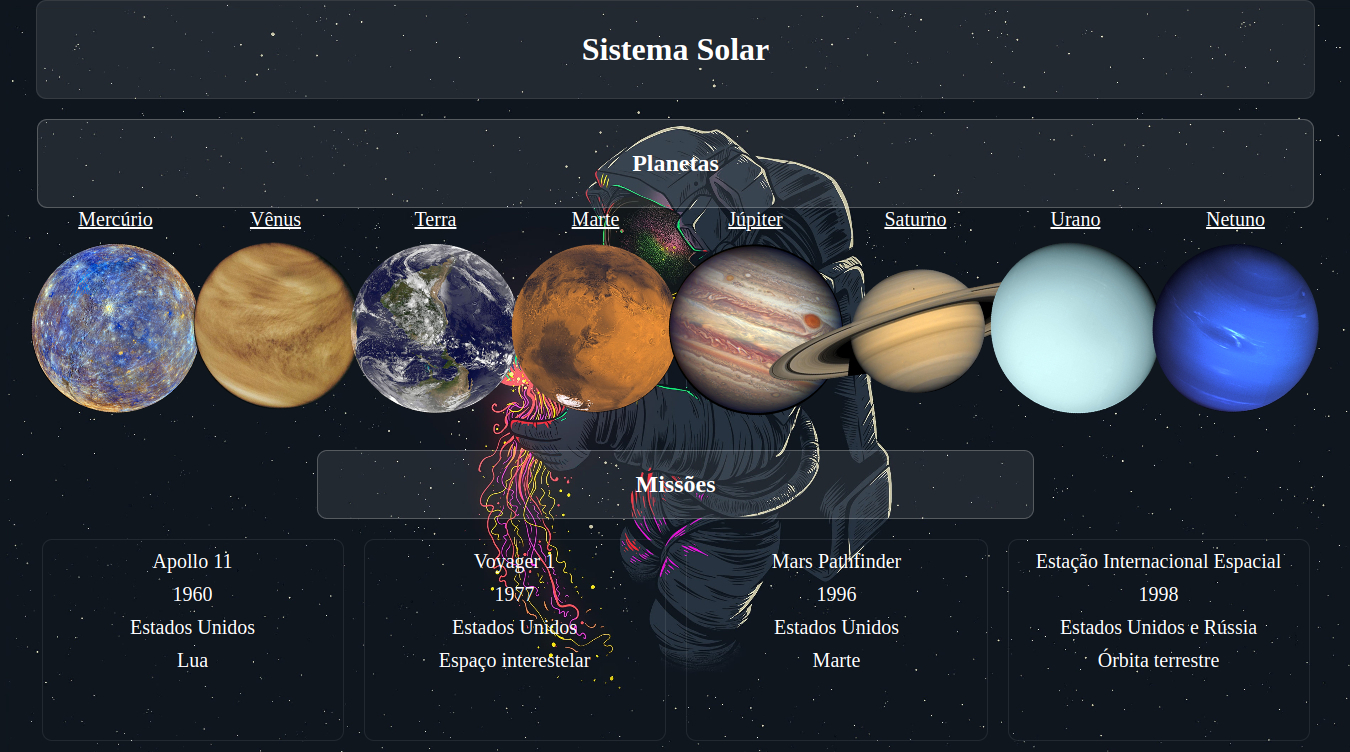 Sistema Solar
Planetas
Mercúrio
Vênus
Terra
Marte
Júpiter
Saturno
Urano
Netuno
Missões
Apollo 11
1960
Estados Unidos
Lua
Voyager 1
1977
Estados Unidos
Espaço interestelar
Mars Pathfinder
1996
Estados Unidos
Marte
Estação Internacional Espacial
1998
Estados Unidos e Rússia
Órbita terrestre